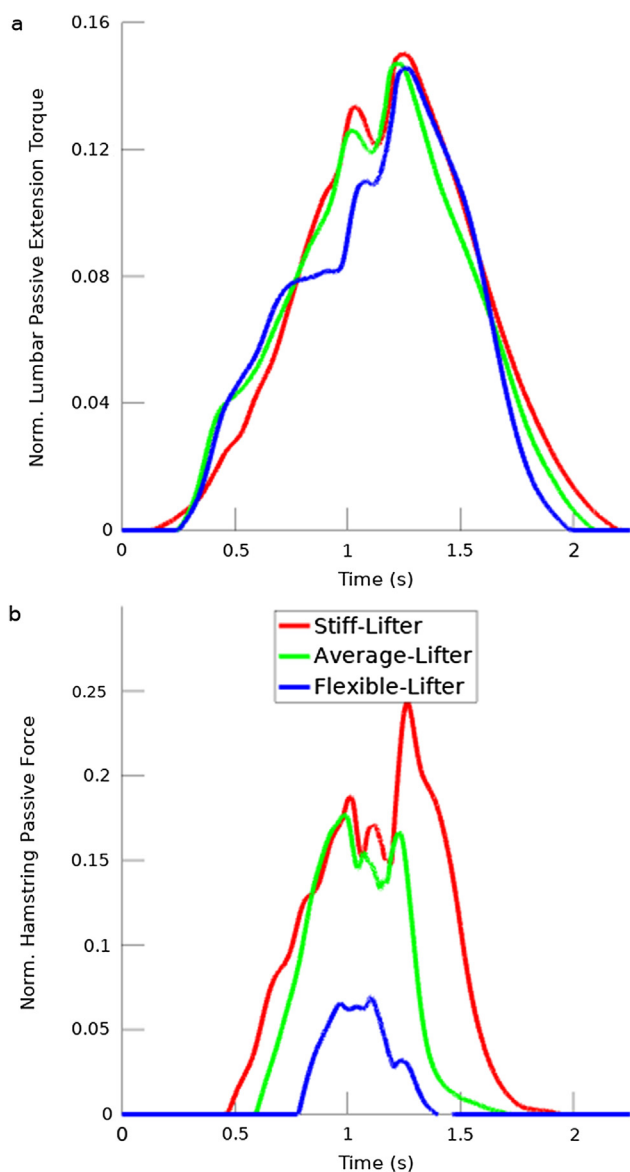 a
0.16
0.12
0.08
0.04
0
Norm. Lumbar Passive Extension Torque
0 0.5 1 1.5 2
Time (s)
b
Stiff-Lifter
Average-Lifter
Flexible-Lifter
0.25
0.2
0.15
0.1
0.05
0
Norm. Hamstring Passive Force
0 0.5 1 1.5 2
Time (s)